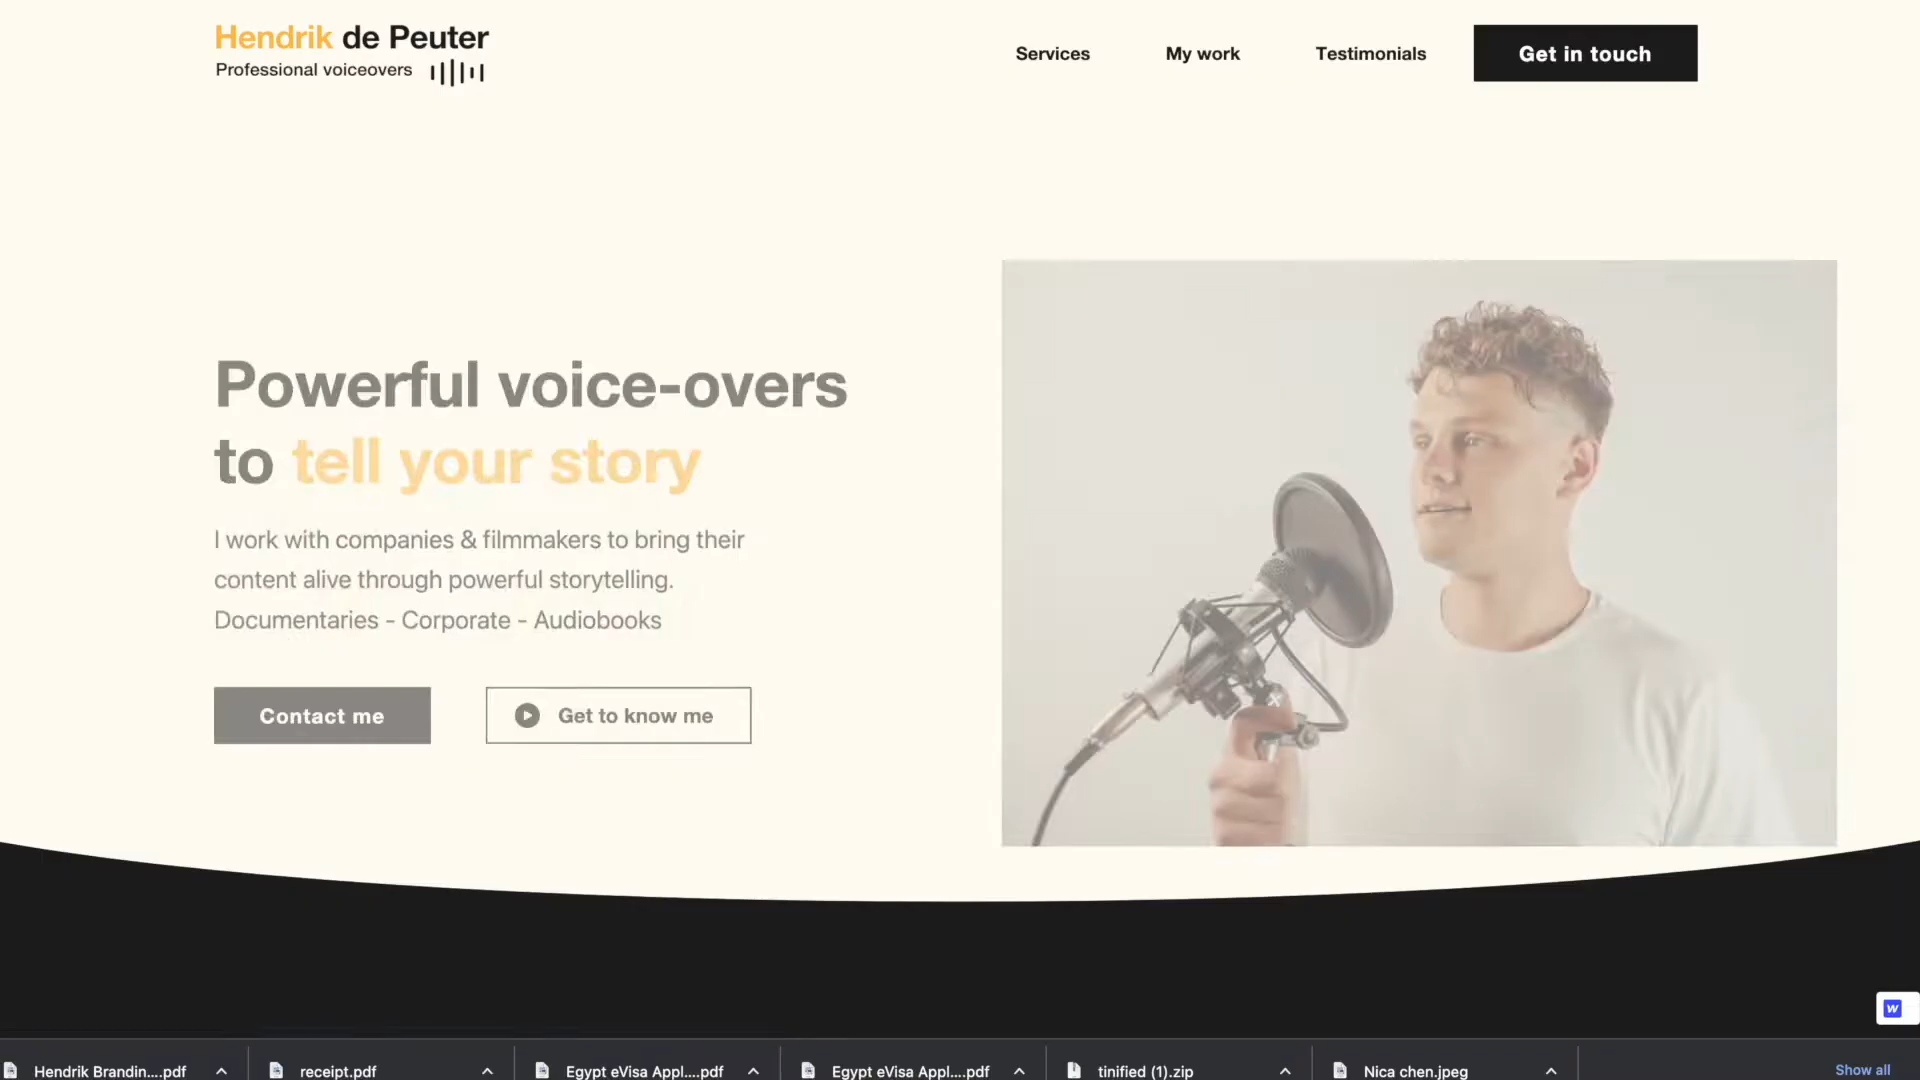 Hendrik de Peuter
Professional voiceovers
Services
My work
Testimonials
Get in touch
Powerful voice-overs
to tell your story
I work with companies & filmmakers to bring their
content alive through powerful storytelling.
Documentaries - Corporate - Audiobooks
Contact me
Get to know me
W
Hendrik Brandin....pdf
receipt.pdf
Egypt eVisa Appl....pdf
Egypt eVisa Appl....pdf
tinified (1).zip
Nica chen.jpeg
Show all